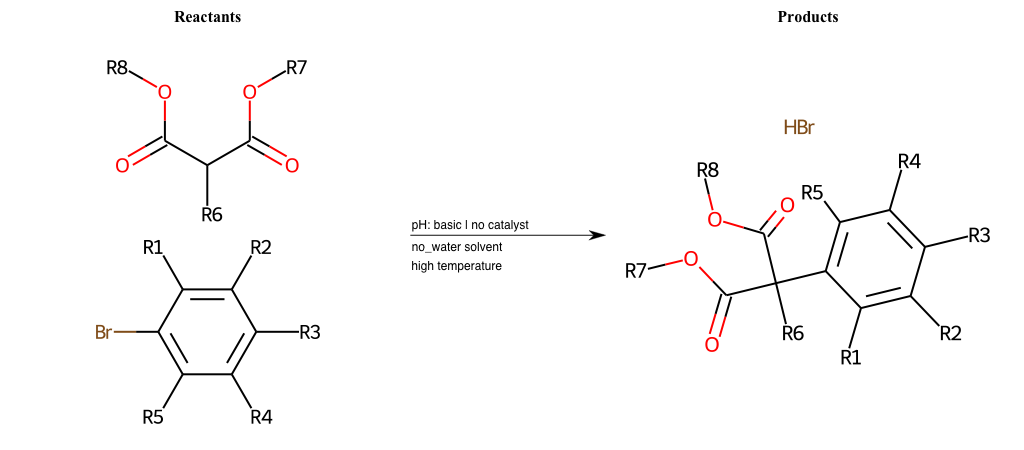 Reactants
Products
R8
R7
O
O
O
O
R6
R1
R2
Br
R3
R5
R4
pH: basic | no catalyst
no_water solvent
high temperature
HBr
R4
R8
R5
O
O
R3
R7
O
R6
R2
O
R1